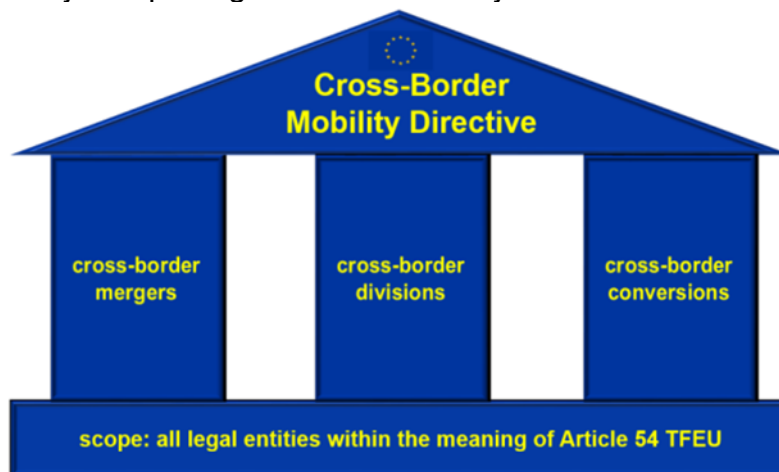 Cross-Border
Mobility Directive
cross-border
mergers
cross-border
divisions
cross-border
conversions
scope: all legal entities within the meaning of Article 54 TFEU